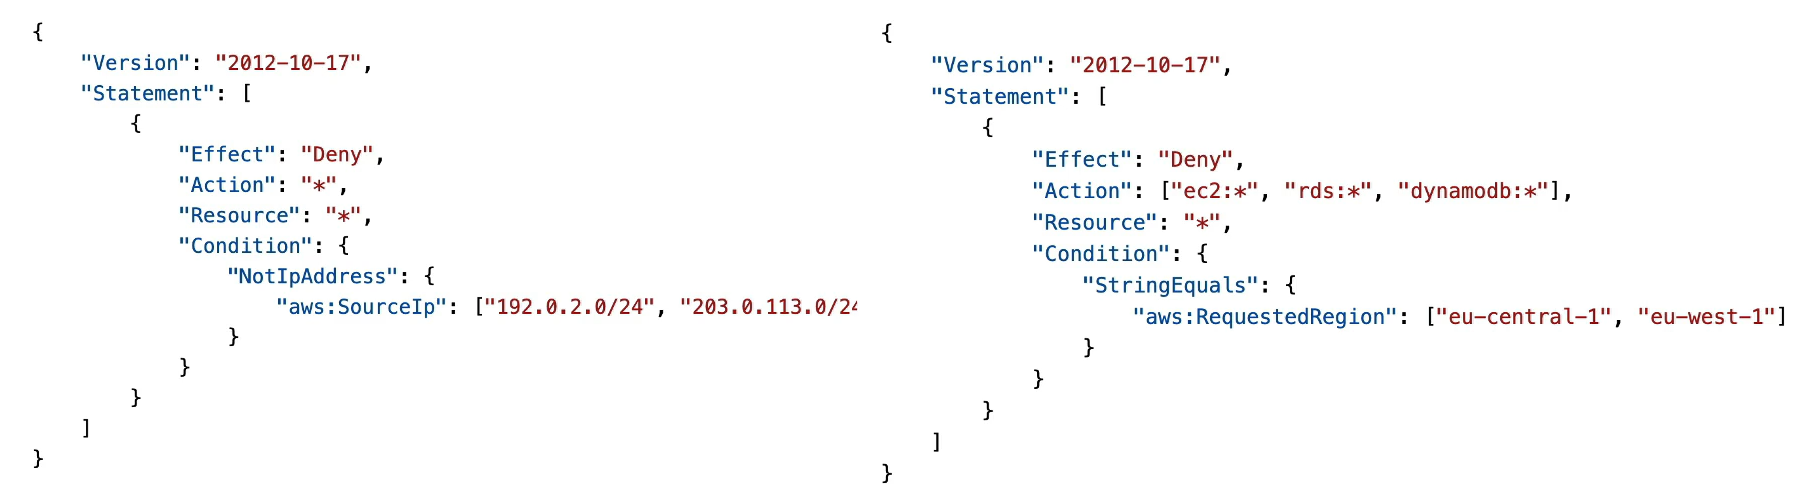 {
    "Version": "2012-10-17",
    "Statement": [
        {
            "Effect": "Deny",
            "Action": "*",
            "Resource": "*",
            "Condition": {
                "NotIpAddress": {
                    "aws:SourceIp": ["192.0.2.0/24", "203.0.113.0/24
                }
            }
        }
    ]
}
{
    "Version": "2012-10-17",
    "Statement": [
        {
            "Effect": "Deny",
            "Action": ["ec2:*", "rds:*", "dynamodb:*"],
            "Resource": "*",
            "Condition": {
                "StringEquals": {
                    "aws:RequestedRegion": ["eu-central-1", "eu-west-1"]
                }
            }
        }
    ]
}